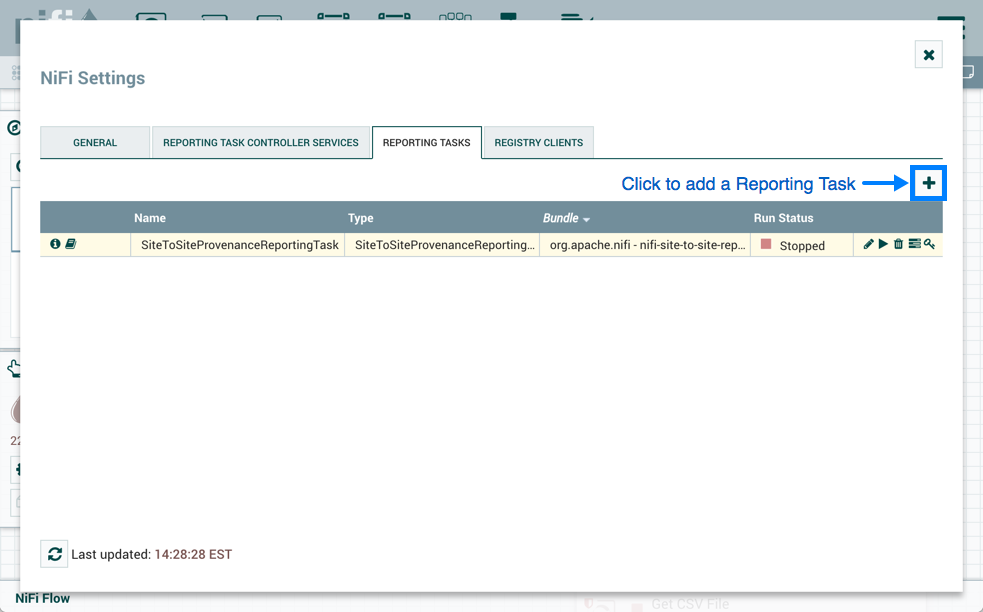 nifi
NiFi Settings
GENERAL
REPORTING TASK CONTROLLER SERVICES
REPORTING TASKS
REGISTRY CLIENTS
Click to add a Reporting Task
Name Type Bundle Run Status
SiteToSiteProvenanceReportingTask SiteToSiteProvenanceReporting... org.apache.nifi - nifi-site-to-site-rep... Stopped
22
Last updated: 14:28:28 EST
NiFi Flow
Get CSV File